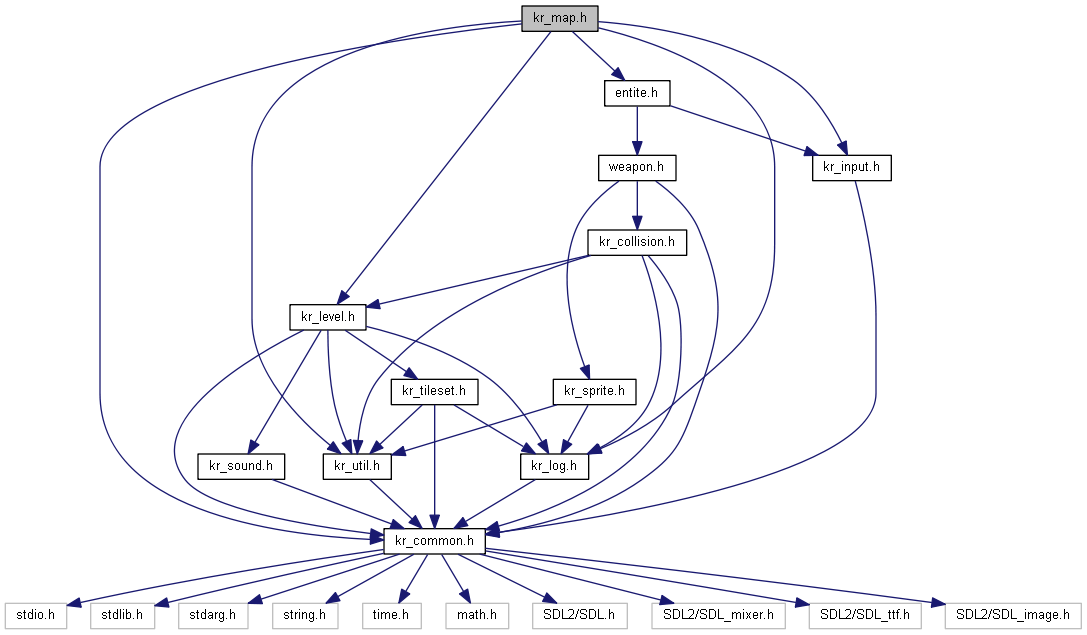 kr_map.h
entite.h
weapon.h
kr_input.h
kr_collision.h
kr_level.h
kr_tileset.h
kr_sprite.h
kr_sound.h
kr_util.h
kr_log.h
kr_common.h
stdio.h
stdlib.h
stdarg.h
string.h
time.h
math.h
SDL2/SDL.h
SDL2/SDL_mixer.h
SDL2/SDL_ttf.h
SDL2/SDL_image.h